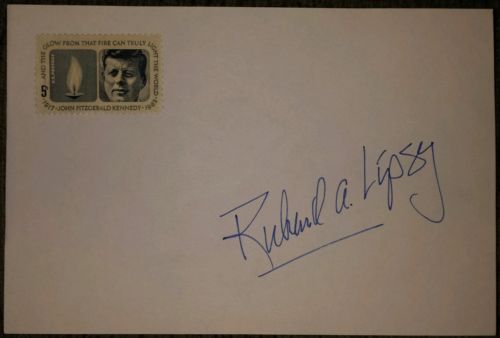 AND THE GLOW FROM THAT FIRE CAN TRULY LIGHT THE WORLD
5¢
U.S. POSTAGE
1917·JOHN FITZGERALD KENNEDY·1963
Richard A. Lipsey